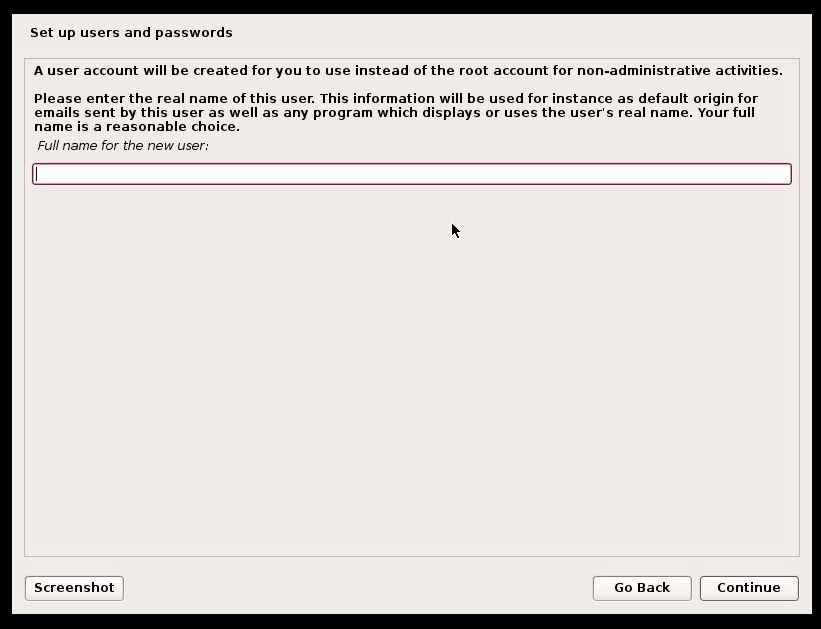 Set up users and passwords
A user account will be created for you to use instead of the root account for non-administrative activities.
Please enter the real name of this user. This information will be used for instance as default origin for
emails sent by this user as well as any program which displays or uses the user's real name. Your full
name is a reasonable choice.
Full name for the new user:
Screenshot
Go Back
Continue